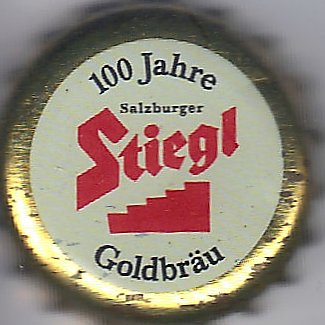 100 Jahre
Salzburger
Stiegl
Goldbräu